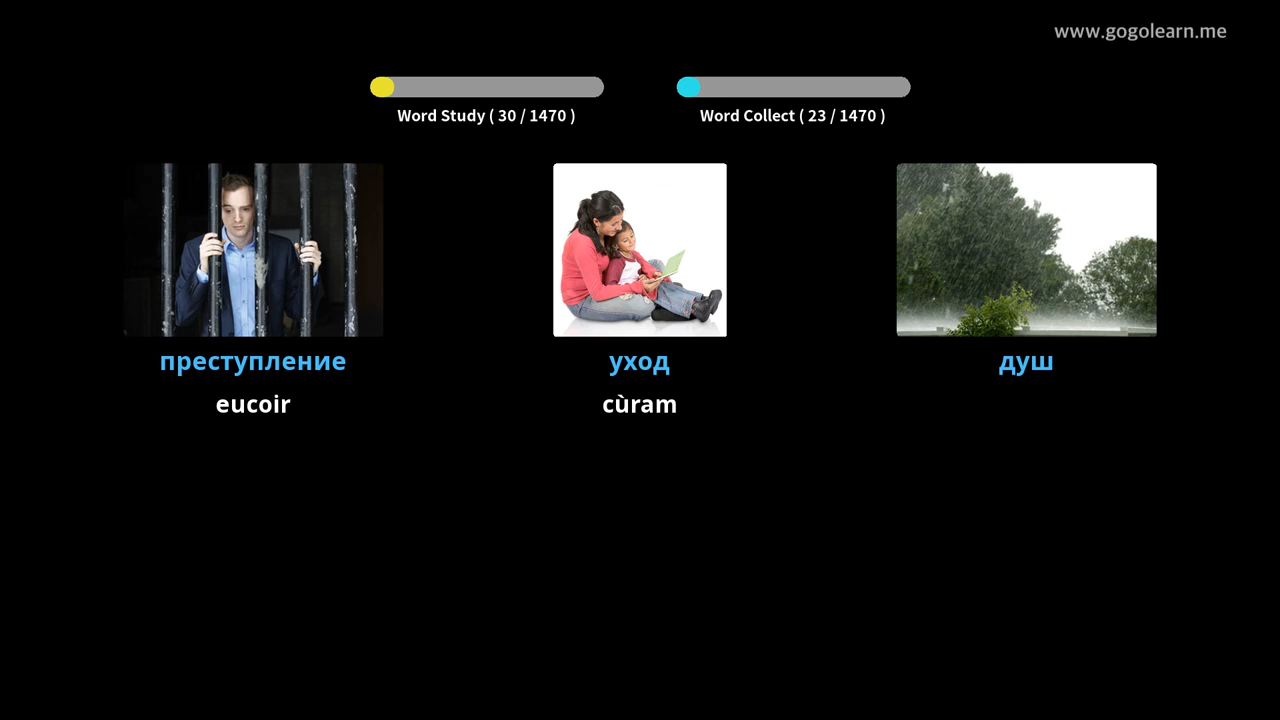 www.gogolearn.me
Word Study ( 30 / 1470 )
Word Collect ( 23 / 1470 )
преступление
уход
душ
eucoir
cùram